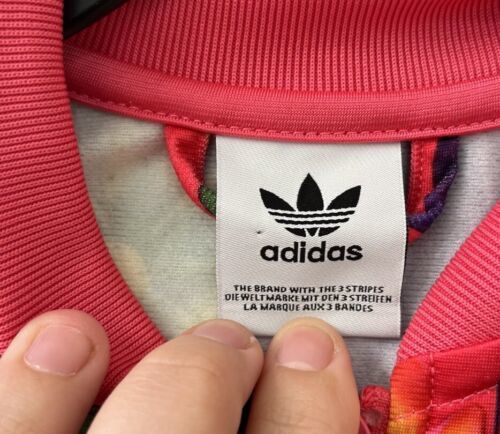 adidas
THE BRAND WITH THE 3 STRIPES
DIE WELTMARKE MIT DEN 3 STREIFEN
LA MARQUE AUX 3 BANDES